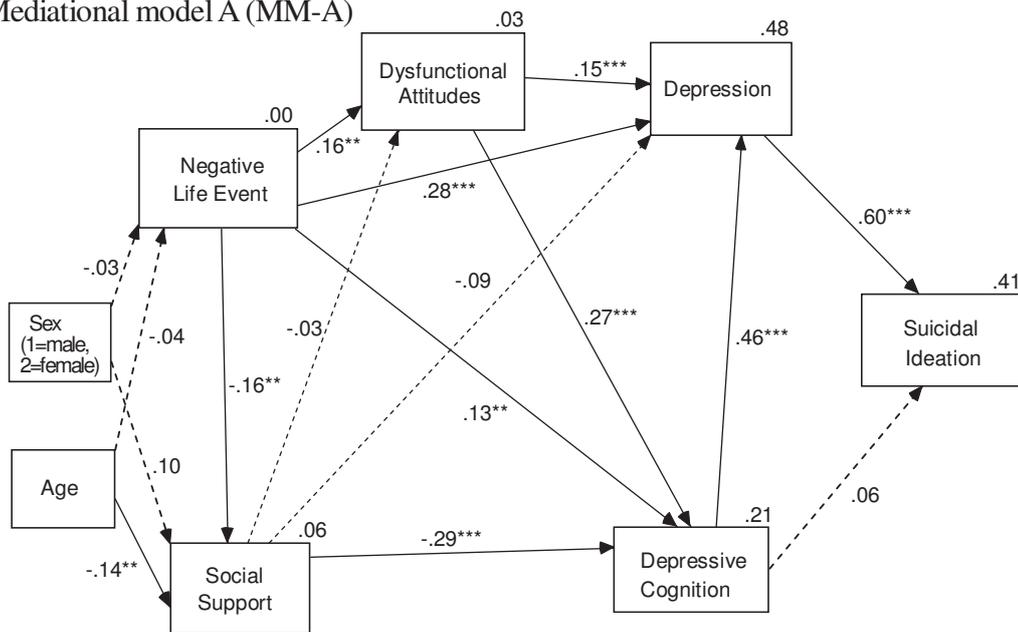 Mediational model A (MM-A)
.03
.48
Dysfunctional
Attitudes
.15***
Depression
.00
.16**
Negative
Life Event
.28***
.60***
-.03
-.09
.41
Sex
(1=male,
2=female)
-.04
-.03
.27***
.46***
Suicidal
Ideation
-.16**
.13**
.10
Age
.06
.06
-.29***
.21
-.14**
Social
Support
Depressive
Cognition